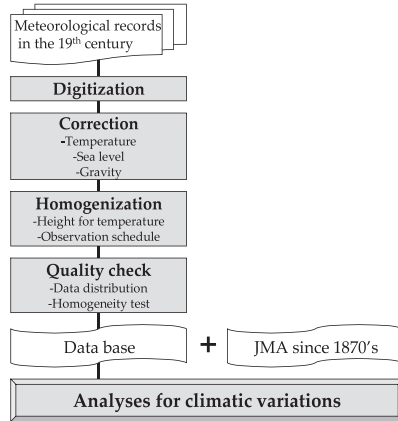 Meteorological records
in the 19th century
Digitization
Correction
-Temperature
-Sea level
-Gravity
Homogenization
-Height for temperature
-Observation schedule
Quality check
-Data distribution
-Homogeneity test
Data base + JMA since 1870's
Analyses for climatic variations